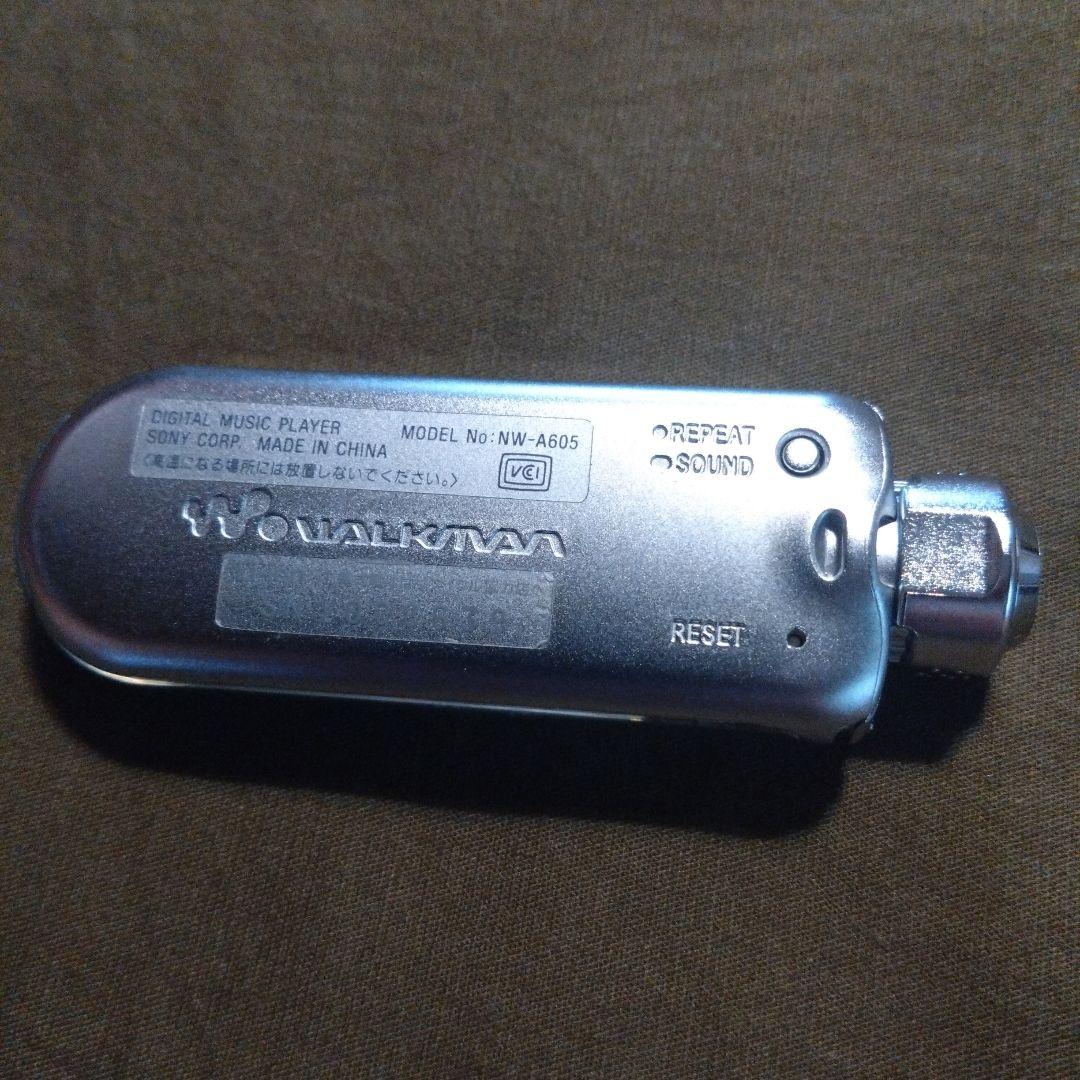 DIGITAL MUSIC PLAYER MODEL No:NW-A605
SONY CORP. MADE IN CHINA
〈高温になる場所には放置しないでください。〉 VCI
WALKMAN
REPEAT
SOUND
RESET